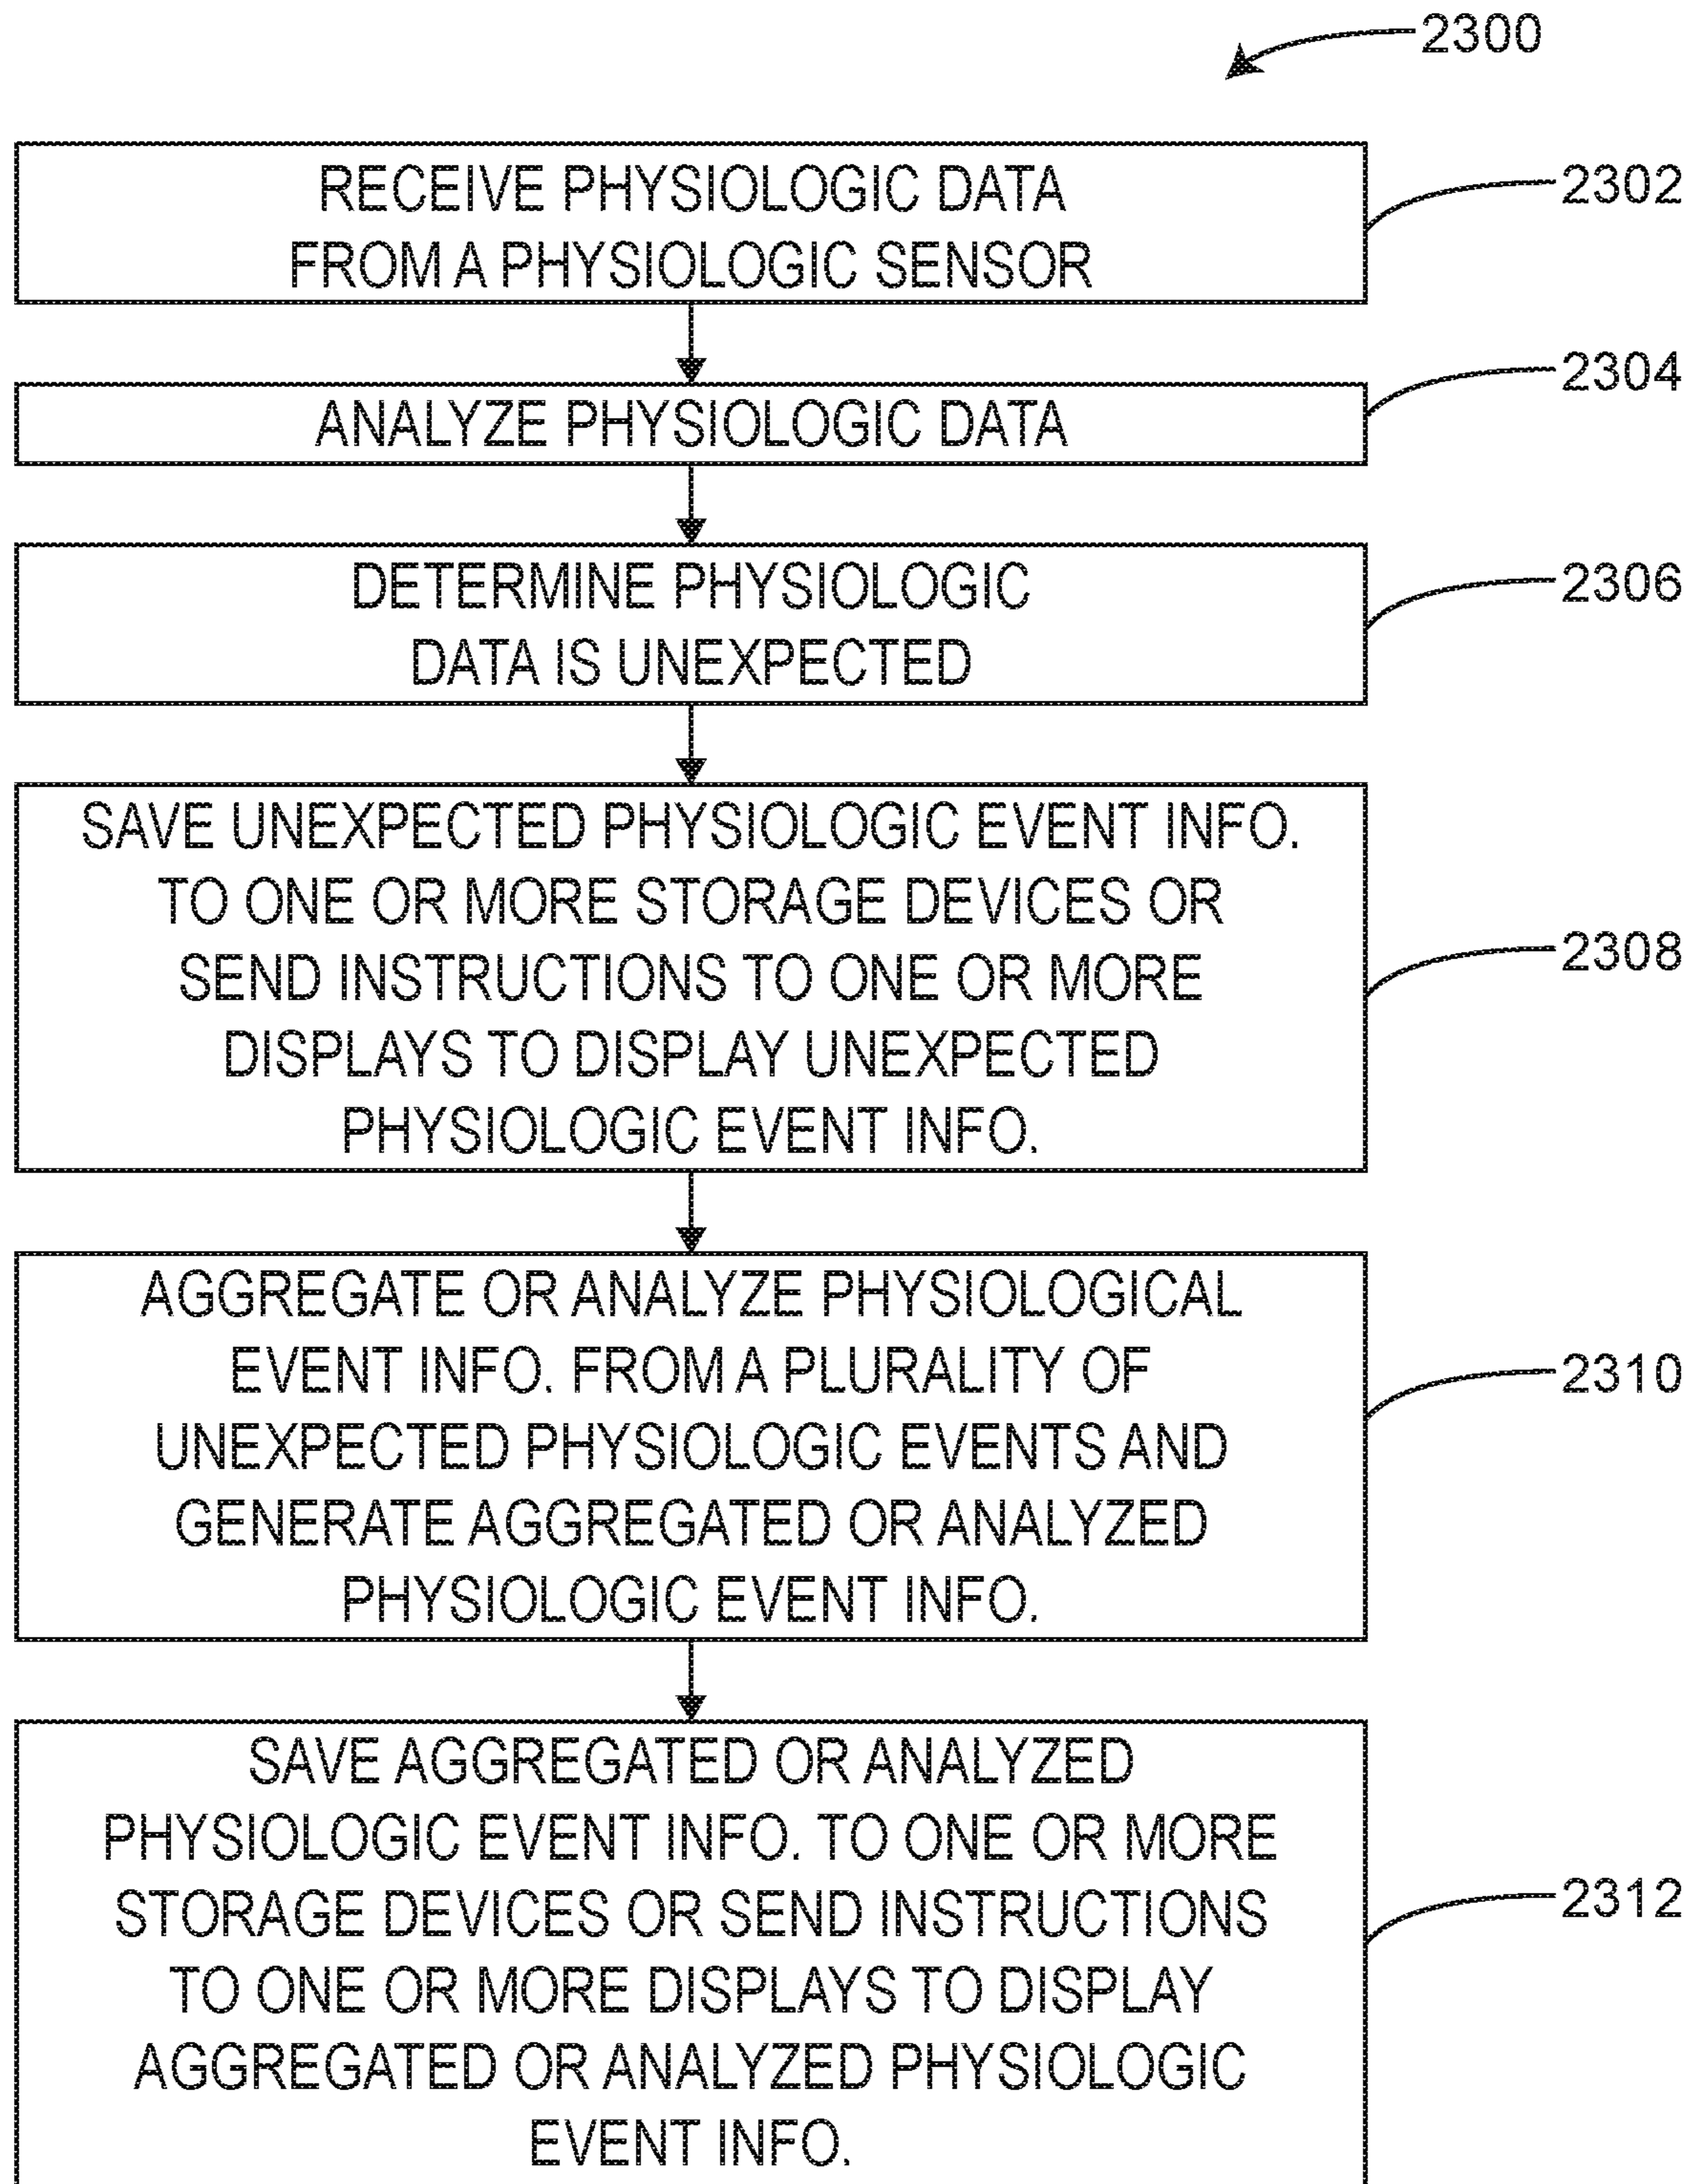 2300
RECEIVE PHYSIOLOGIC DATA
FROM A PHYSIOLOGIC SENSOR
2302
ANALYZE PHYSIOLOGIC DATA
2304
DETERMINE PHYSIOLOGIC
DATA IS UNEXPECTED
2306
SAVE UNEXPECTED PHYSIOLOGIC EVENT INFO.
TO ONE OR MORE STORAGE DEVICES OR
SEND INSTRUCTIONS TO ONE OR MORE
DISPLAYS TO DISPLAY UNEXPECTED
PHYSIOLOGIC EVENT INFO.
2308
AGGREGATE OR ANALYZE PHYSIOLOGICAL
EVENT INFO. FROM A PLURALITY OF
UNEXPECTED PHYSIOLOGIC EVENTS AND
GENERATE AGGREGATED OR ANALYZED
PHYSIOLOGIC EVENT INFO.
2310
SAVE AGGREGATED OR ANALYZED
PHYSIOLOGIC EVENT INFO. TO ONE OR MORE
STORAGE DEVICES OR SEND INSTRUCTIONS
TO ONE OR MORE DISPLAYS TO DISPLAY
AGGREGATED OR ANALYZED PHYSIOLOGIC
EVENT INFO.
2312